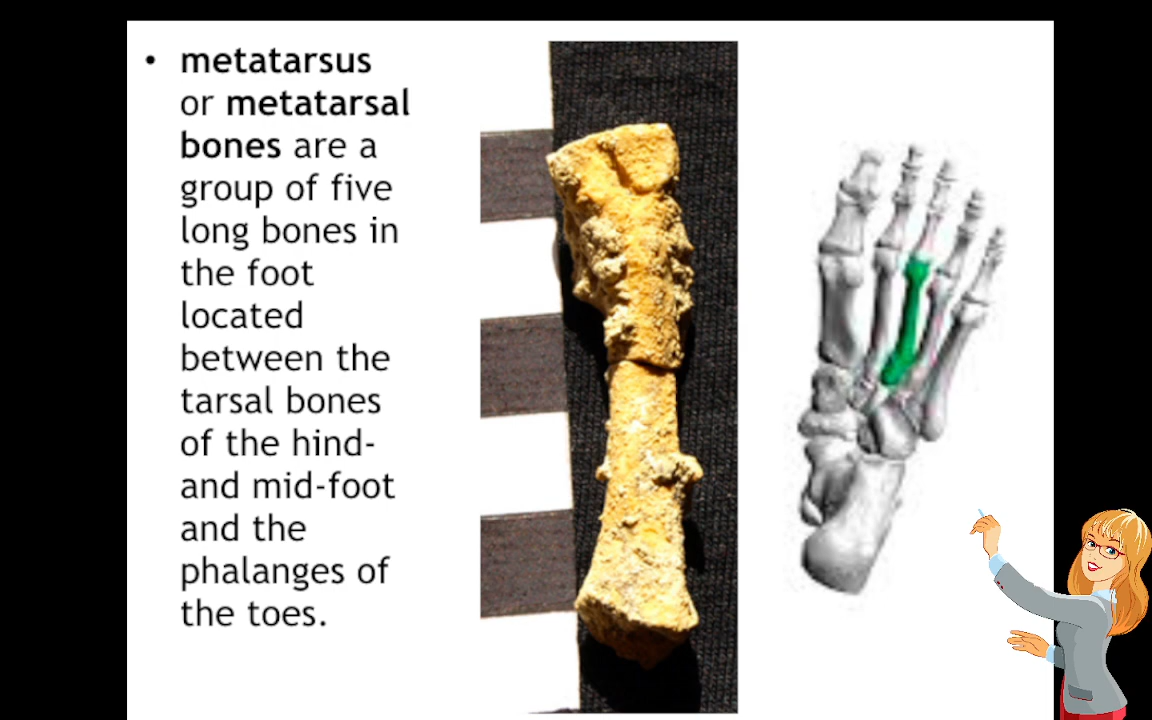 • metatarsus
or metatarsal
bones are a
group of five
long bones in
the foot
located
between the
tarsal bones
of the hind-
and mid-foot
and the
phalanges of
the toes.